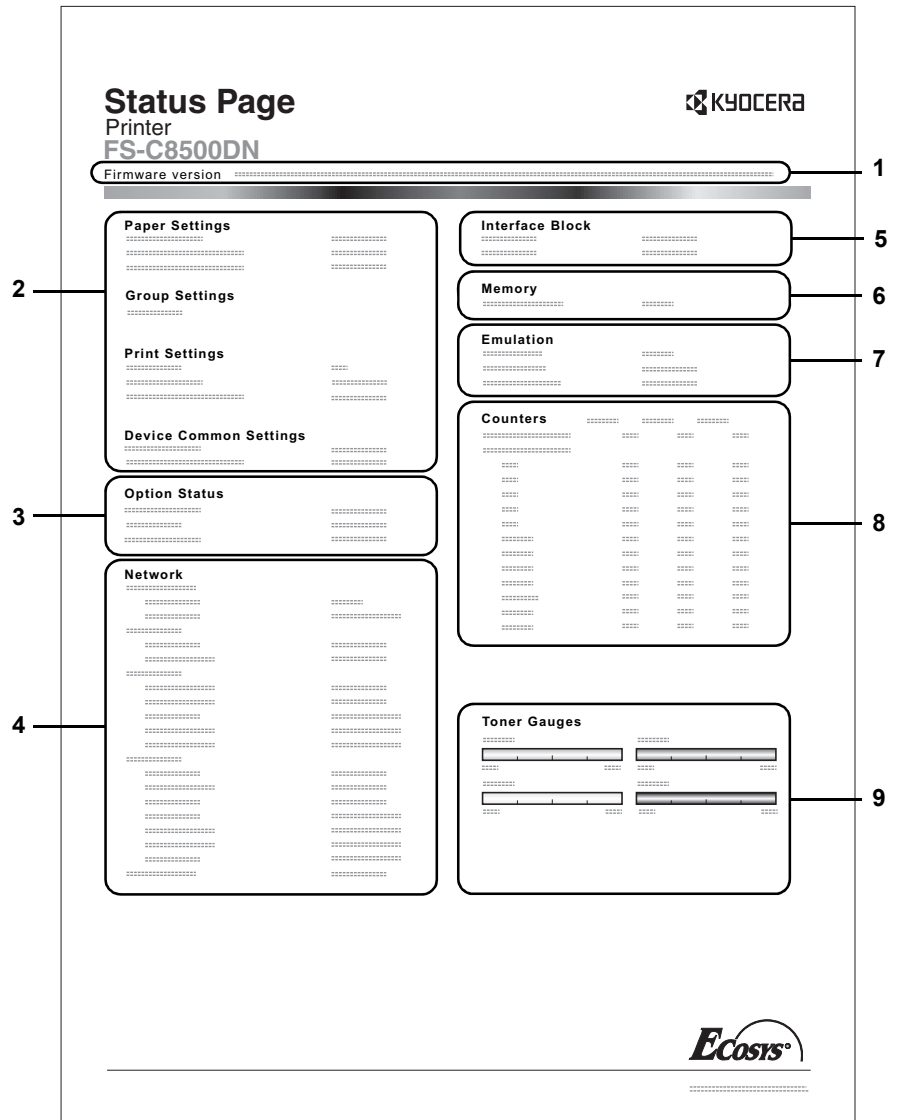 Status Page
KYOCERA
Printer
FS-C8500DN
Firmware version
1
Paper Settings
Group Settings
Print Settings
Device Common Settings
2
Option Status
3
Network
4
Interface Block
5
Memory
6
Emulation
7
Counters
8
Toner Gauges
9
ECOSYS